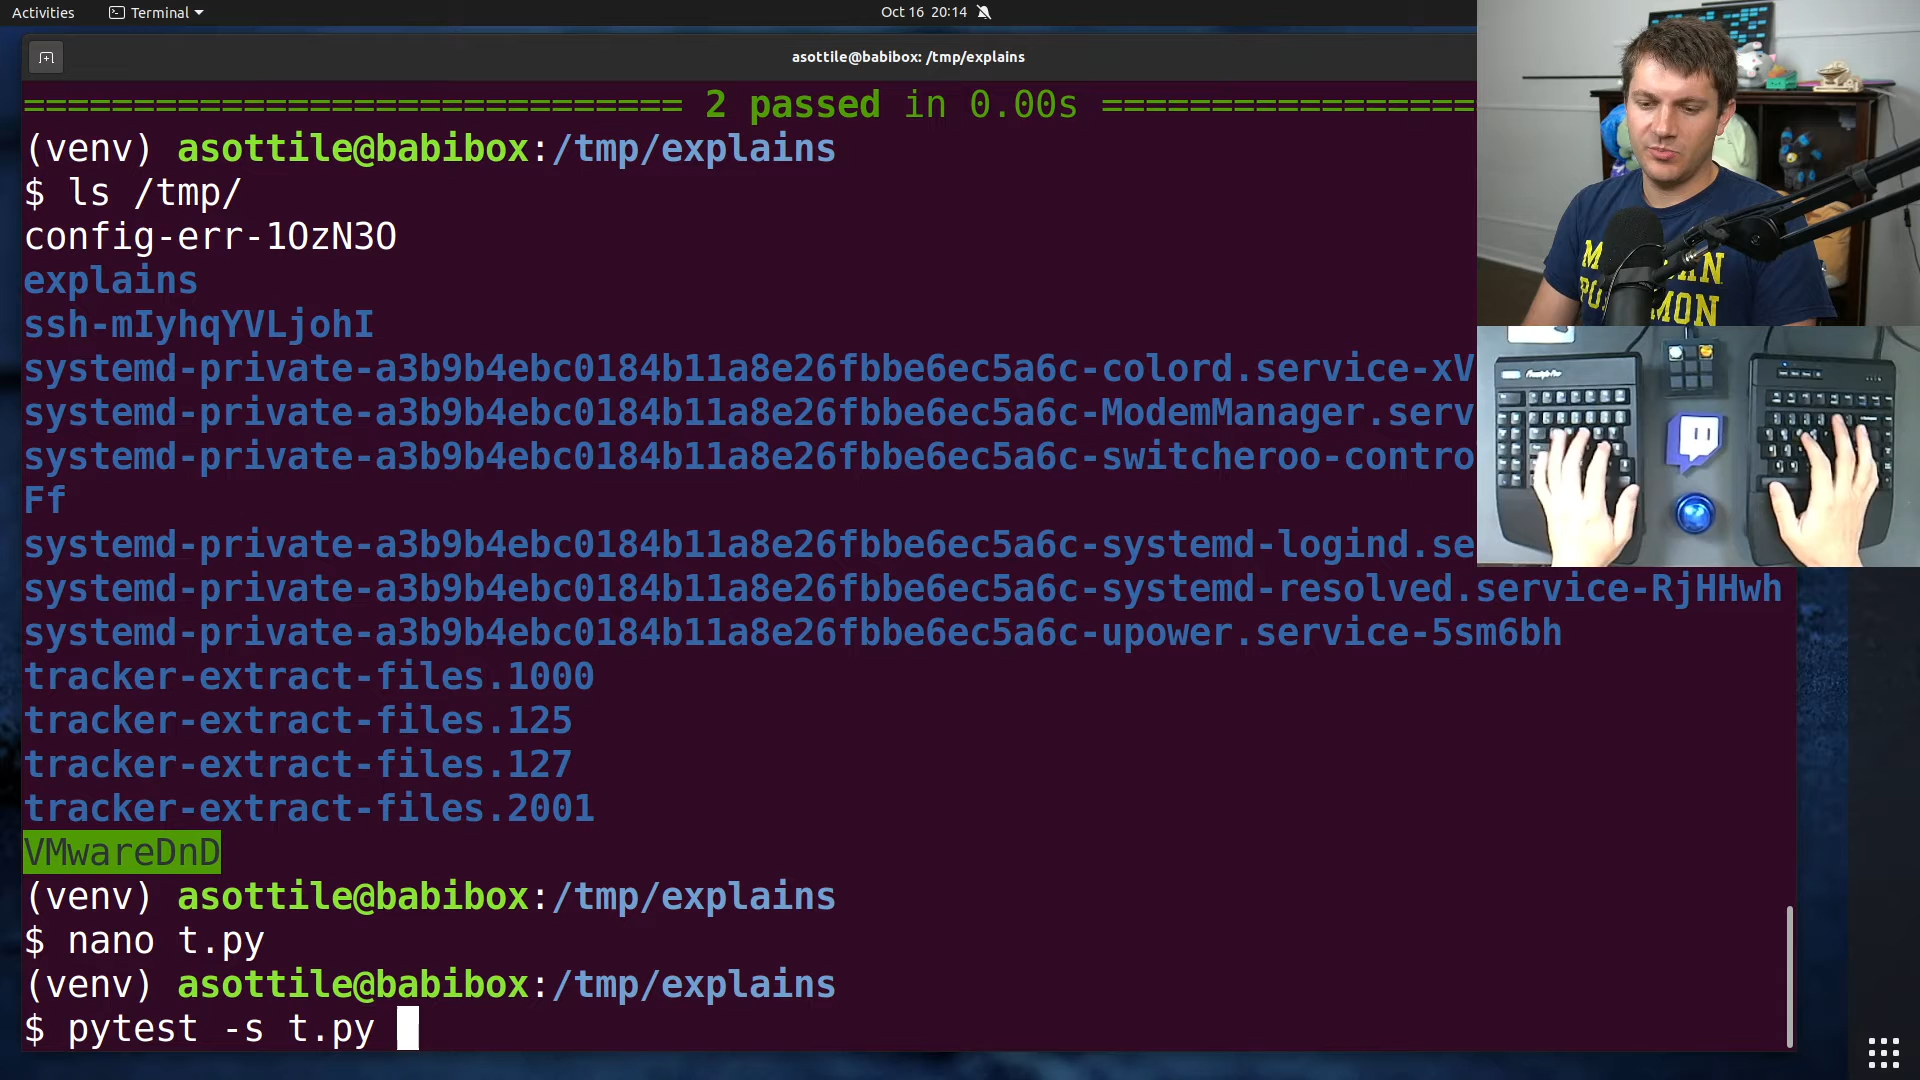 Activities
Terminal
Oct 16 20:14
asottile@babibox: /tmp/explains
============================== 2 passed in 0.00s =================
(venv) asottile@babibox:/tmp/explains
$ ls /tmp/
config-err-1OzN3O
explains
ssh-mIyhqYVLjohI
systemd-private-a3b9b4ebc0184b11a8e26fbbe6ec5a6c-colord.service-xV
systemd-private-a3b9b4ebc0184b11a8e26fbbe6ec5a6c-ModemManager.serv
systemd-private-a3b9b4ebc0184b11a8e26fbbe6ec5a6c-switcheroo-contro
Ff
systemd-private-a3b9b4ebc0184b11a8e26fbbe6ec5a6c-systemd-logind.se
systemd-private-a3b9b4ebc0184b11a8e26fbbe6ec5a6c-systemd-resolved.service-RjHHwh
systemd-private-a3b9b4ebc0184b11a8e26fbbe6ec5a6c-upower.service-5sm6bh
tracker-extract-files.1000
tracker-extract-files.125
tracker-extract-files.127
tracker-extract-files.2001
VMwareDnD
(venv) asottile@babibox:/tmp/explains
$ nano t.py
(venv) asottile@babibox:/tmp/explains
$ pytest -s t.py